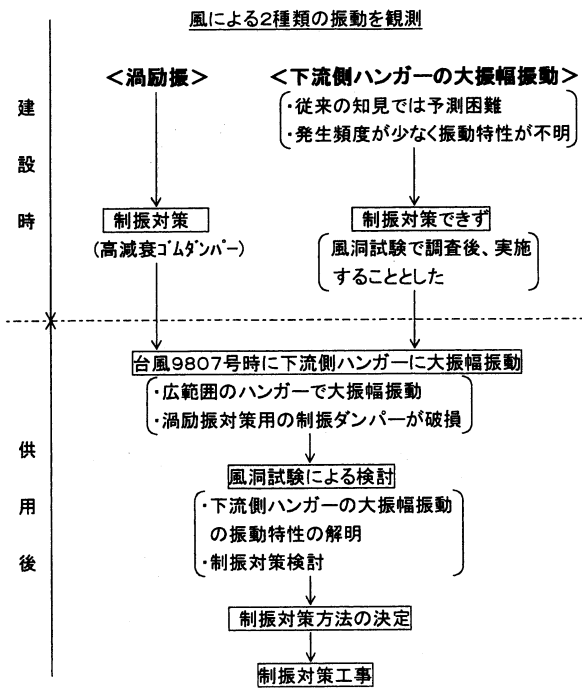 風による2種類の振動を観測
<渦励振>
<下流側ハンガーの大振幅振動>
・従来の知見では予測困難
・発生頻度が少なく振動特性が不明
建設時
制振対策
(高減衰ｺﾞﾑﾀﾞﾝﾊﾟｰ)
制振対策できず
風洞試験で調査後、実施
することとした
台風9807号時に下流側ハンガーに大振幅振動
・広範囲のハンガーで大振幅振動
・渦励振対策用の制振ダンパーが破損
供用後
風洞試験による検討
・下流側ハンガーの大振幅振動
の振動特性の解明
・制振対策検討
制振対策方法の決定
制振対策工事